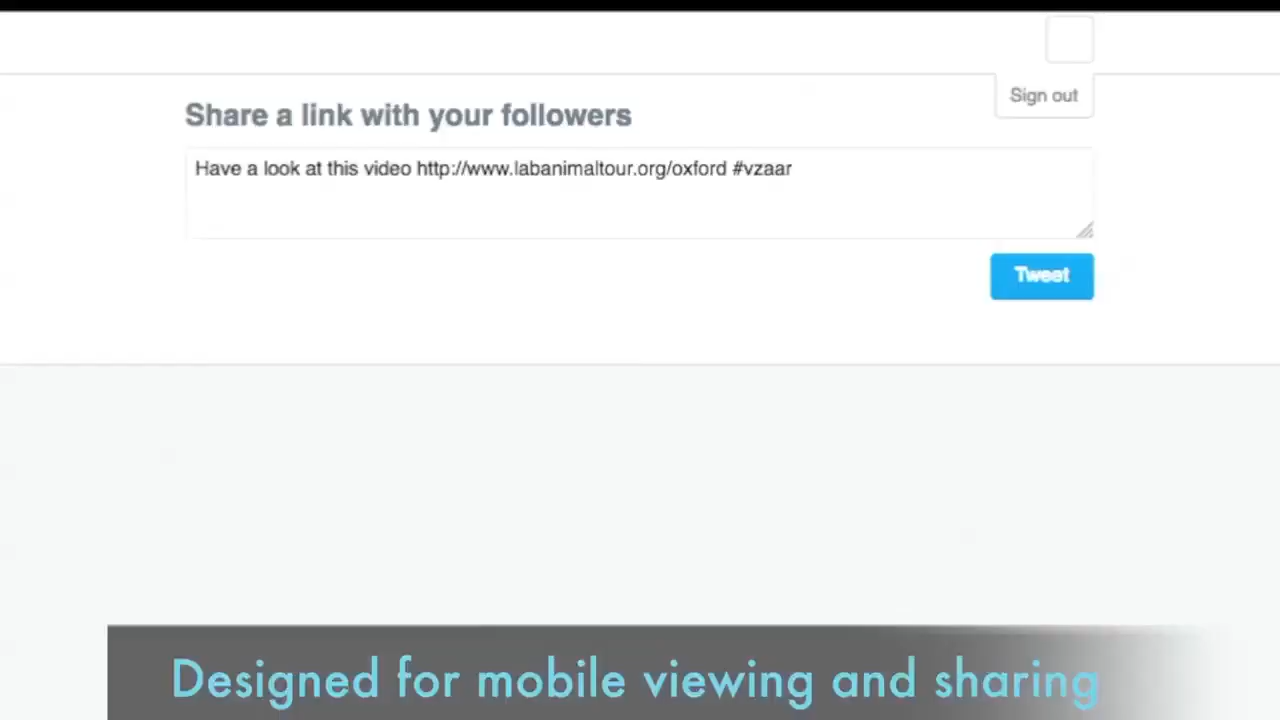 Sign out
Share a link with your followers
Have a look at this video http://www.labanimaltour.org/oxford #vzaar
Tweet
Designed for mobile viewing and sharing